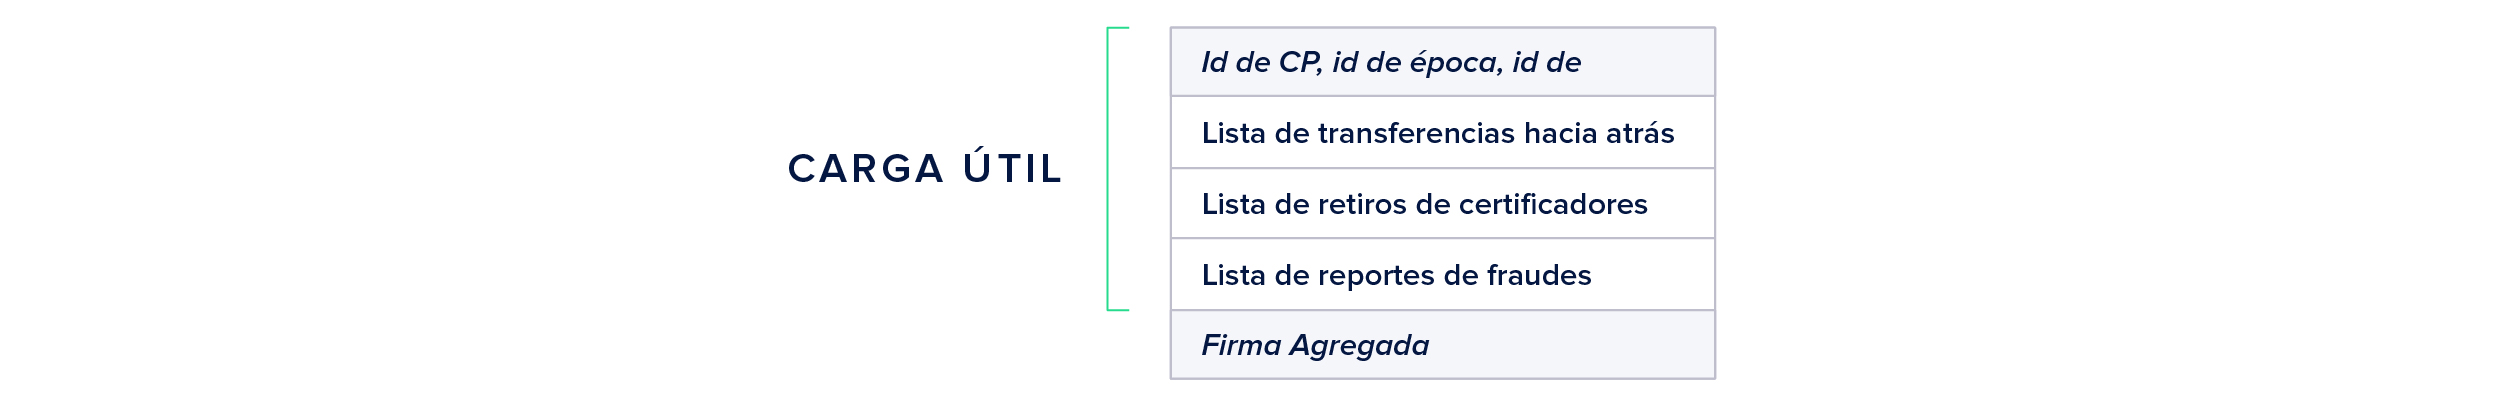 CARGA ÚTIL
Id de CP, id de época, id de
Lista de transferencias hacia atrás
Lista de retiros de certificadores
Lista de reportes de fraudes
Firma Agregada